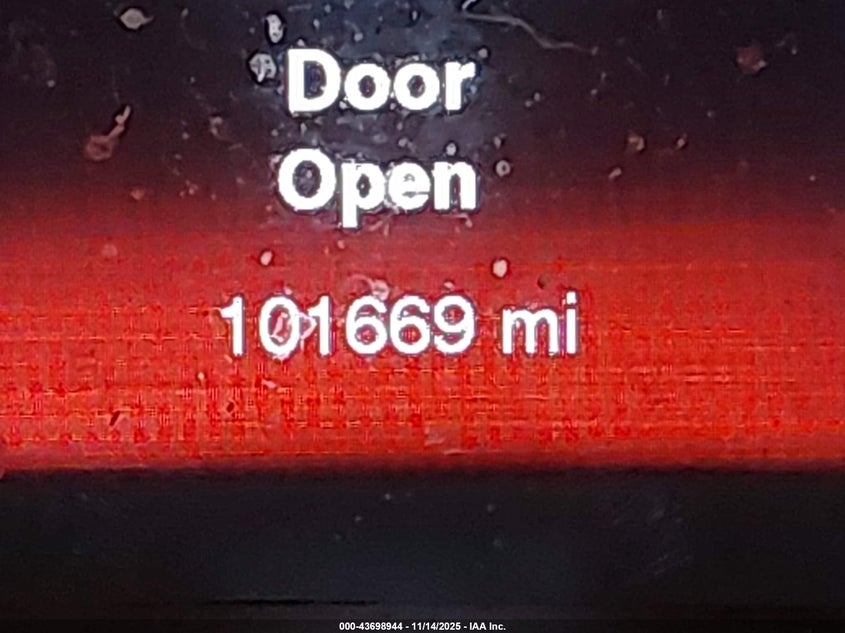 Door
Open
101669 mi
000-43698944 - 11/14/2025 - IAA Inc.